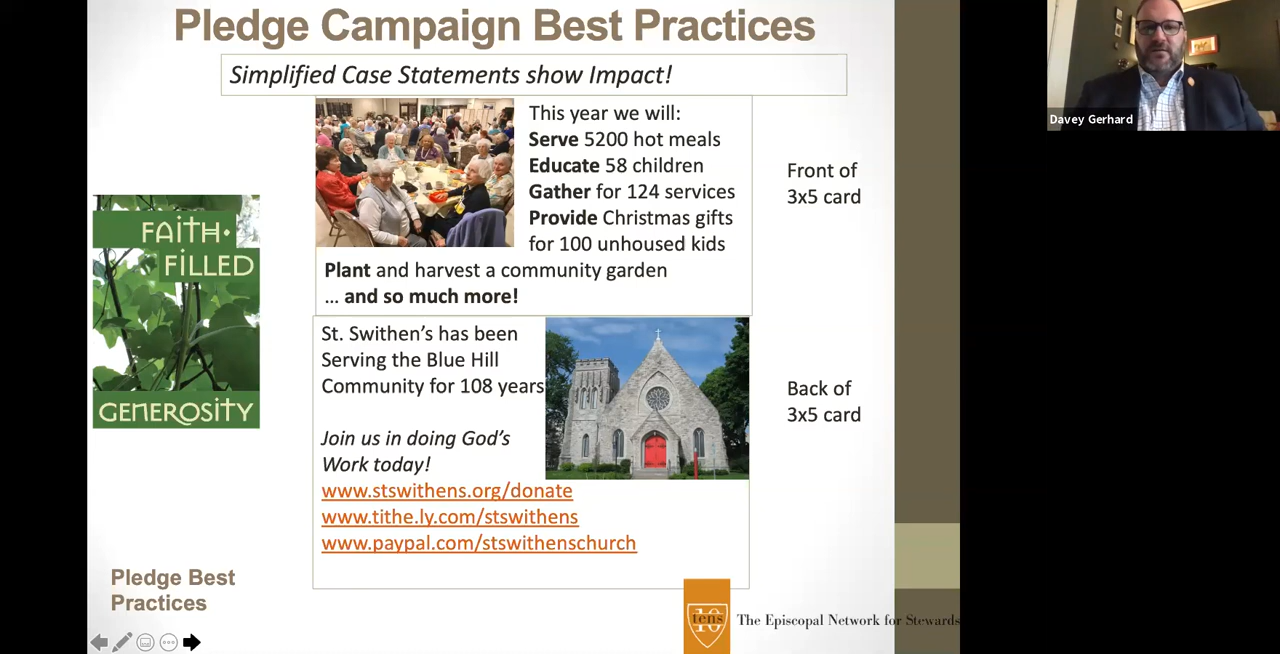 Pledge Campaign Best Practices
Simplified Case Statements show Impact!
This year we will:
Serve 5200 hot meals
Educate 58 children
Gather for 124 services
Provide Christmas gifts
for 100 unhoused kids
Plant and harvest a community garden
... and so much more!
Front of
3x5 card
FAITH•
FILLED
GENEROSITY
St. Swithen's has been
Serving the Blue Hill
Community for 108 years
Join us in doing God's
Work today!
www.stswithens.org/donate
www.tithe.ly.com/stswithens
www.paypal.com/stswithenschurch
Back of
3x5 card
Pledge Best
Practices
10
tens
The Episcopal Network for Stewards
Davey Gerhard